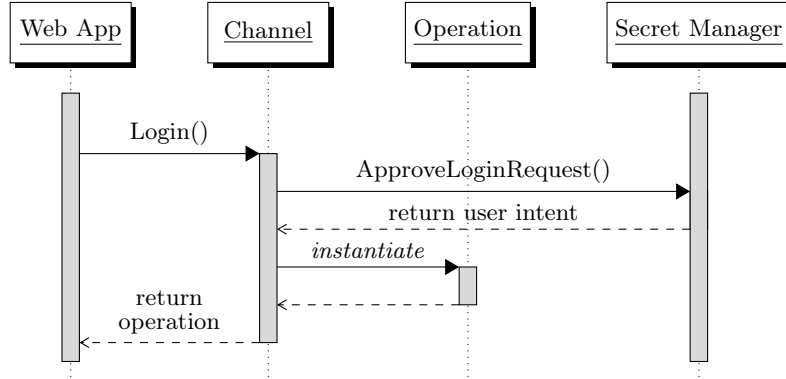 Web App
Channel
Operation
Secret Manager
Login()
ApproveLoginRequest()
return user intent
instantiate
return
operation